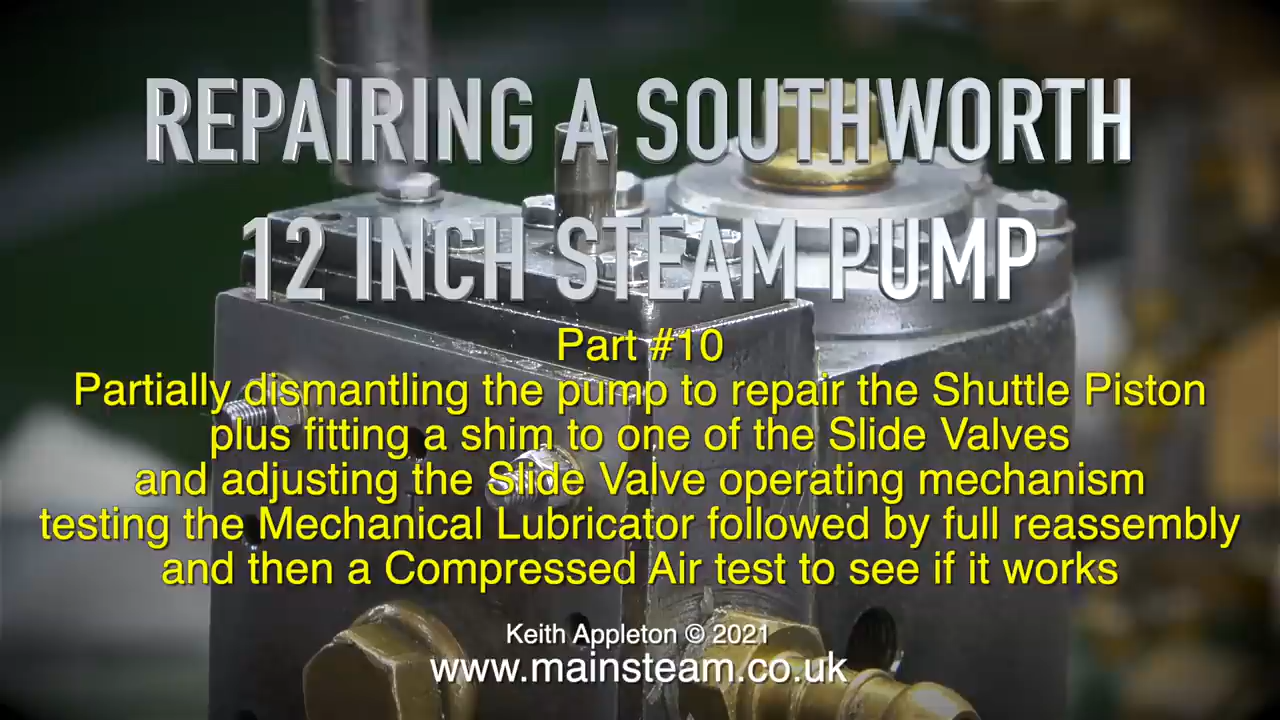 REPAIRING A SOUTHWORTH
12 INCH STEAM PUMP
Part #10
Partially dismantling the pump to repair the Shuttle Piston
plus fitting a shim to one of the Slide Valves
and adjusting the Slide Valve operating mechanism
testing the Mechanical Lubricator followed by full reassembly
and then a Compressed Air test to see if it works
Keith Appleton © 2021
www.mainsteam.co.uk